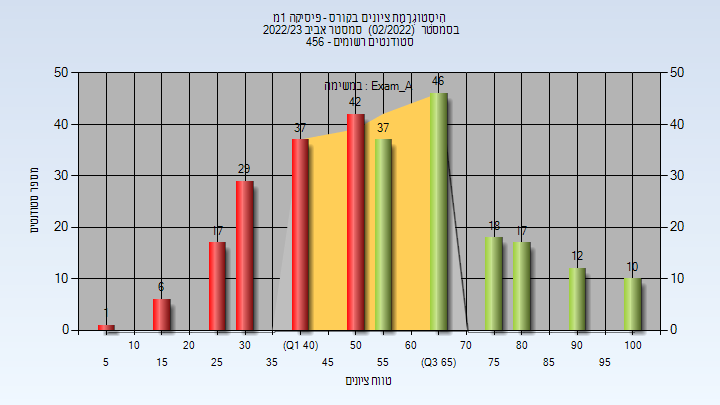 היסטוגרמת ציונים בקורס - פיסיקה 1מ
בסמסטר (02/2022) סמסטר אביב 2022/23
סטודנטים רשומים - 456
במשימה : Exam_A
50 50
40 40
30 30
20 20
10 10
0 0
מספר סטודנטים
1 6 17 29 37 42 37 46 18 17 12 10
10 20 30 (Q1 40) 50 60 70 80 90 100
5 15 25 35 45 55 (Q3 65) 75 85 95
טווח ציונים